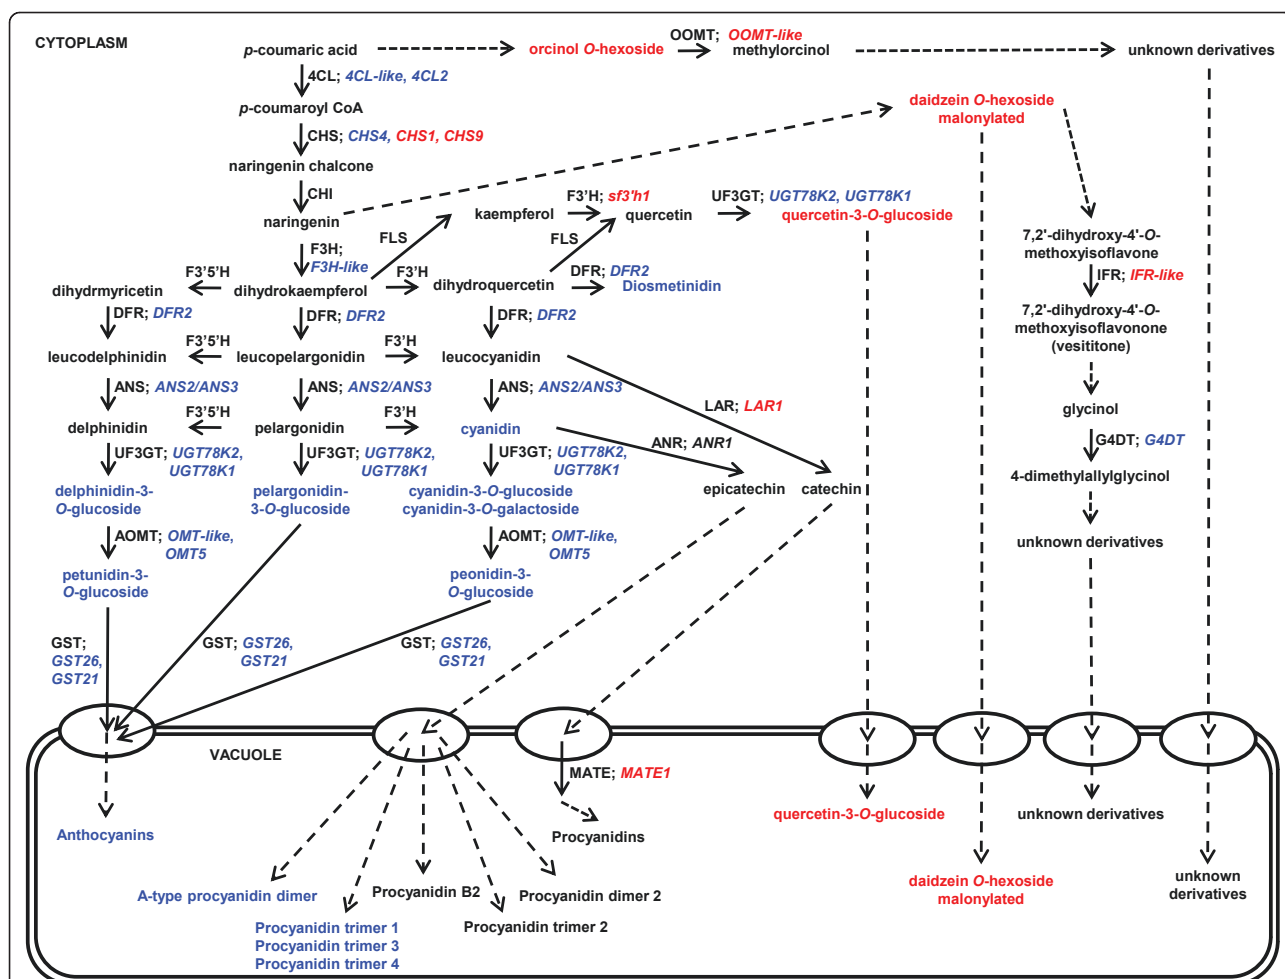 CYTOPLASM
p-coumaric acid
orcinol O-hexoside
OOMT; OOMT-like
methylorcinol
unknown derivatives
4CL; 4CL-like, 4CL2
p-coumaroyl CoA
daidzein O-hexoside
malonylated
CHS; CHS4, CHS1, CHS9
naringenin chalcone
CHI
naringenin
kaempferol
F3'H; sf3'h1
quercetin
UF3GT; UGT78K2, UGT78K1
quercetin-3-O-glucoside
7,2'-dihydroxy-4'-O-
methoxyisoflavone
F3H;
F3H-like
FLS
FLS
F3'5'H
F3'H
DFR; DFR2
Diosmetinidin
IFR; IFR-like
dihydrmyricetin
dihydrokaempferol
dihydroquercetin
7,2'-dihydroxy-4'-O-
methoxyisoflavonone
(vesititone)
DFR; DFR2
DFR; DFR2
DFR; DFR2
F3'5'H
F3'H
leucodelphinidin
leucopelargonidin
leucocyanidin
ANS; ANS2/ANS3
ANS; ANS2/ANS3
ANS; ANS2/ANS3
LAR; LAR1
glycinol
F3'5'H
F3'H
delphinidin
pelargonidin
cyanidin
ANR; ANR1
G4DT; G4DT
UF3GT; UGT78K2,
UGT78K1
UF3GT; UGT78K2,
UGT78K1
UF3GT; UGT78K2,
UGT78K1
epicatechin
catechin
4-dimethylallylglycinol
delphinidin-3-
O-glucoside
pelargonidin-
3-O-glucoside
cyanidin-3-O-glucoside
cyanidin-3-O-galactoside
AOMT; OMT-like,
OMT5
AOMT; OMT-like,
OMT5
unknown derivatives
petunidin-3-
O-glucoside
peonidin-3-
O-glucoside
GST;
GST26,
GST21
GST; GST26,
GST21
GST; GST26,
GST21
VACUOLE
MATE; MATE1
Anthocyanins
Procyanidins
quercetin-3-O-glucoside
unknown derivatives
A-type procyanidin dimer
Procyanidin B2
Procyanidin dimer 2
daidzein O-hexoside
malonylated
unknown
derivatives
Procyanidin trimer 1
Procyanidin trimer 3
Procyanidin trimer 4
Procyanidin trimer 2